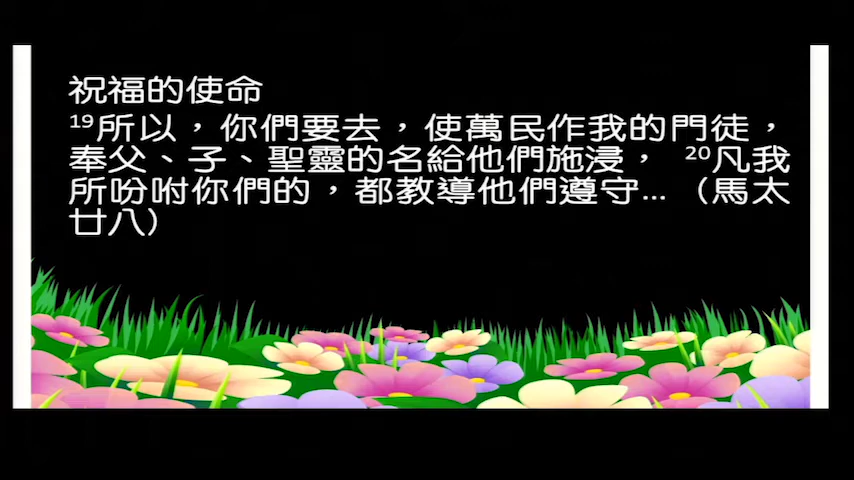 祝福的使命
¹⁹所以，你們要去，使萬民作我的門徒，
奉父、子、聖靈的名給他們施浸， ²⁰凡我
所吩咐你們的，都教導他們遵守…（馬太
廿八）